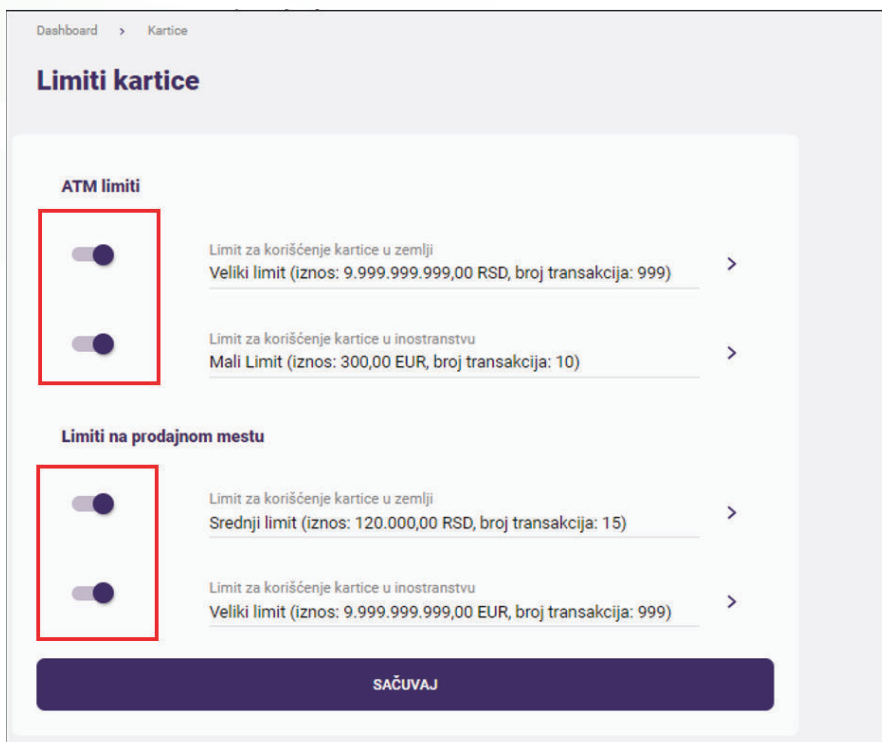 Dashboard > Kartice
Limiti kartice
ATM limiti
Limit za korišćenje kartice u zemlji
Veliki limit (iznos: 9.999.999.999,00 RSD, broj transakcija: 999)
Limit za korišćenje kartice u inostranstvu
Mali Limit (iznos: 300,00 EUR, broj transakcija: 10)
Limiti na prodajnom mestu
Limit za korišćenje kartice u zemlji
Srednji limit (iznos: 120.000,00 RSD, broj transakcija: 15)
Limit za korišćenje kartice u inostranstvu
Veliki limit (iznos: 9.999.999.999,00 EUR, broj transakcija: 999)
SAČUVAJ